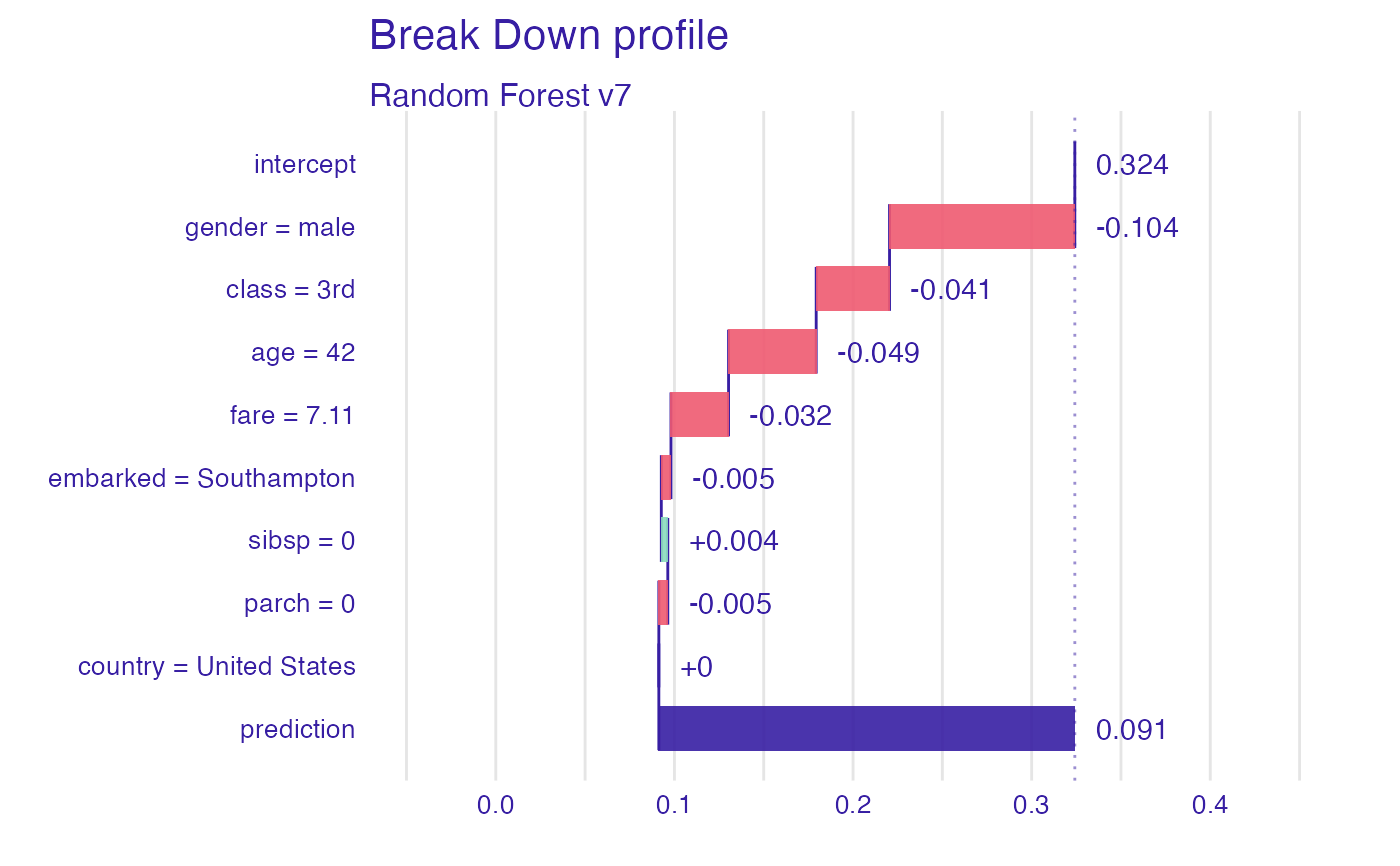 Break Down profile
Random Forest v7
intercept 0.324
gender = male -0.104
class = 3rd -0.041
age = 42 -0.049
fare = 7.11 -0.032
embarked = Southampton -0.005
sibsp = 0 +0.004
parch = 0 -0.005
country = United States +0
prediction 0.091
0.0 0.1 0.2 0.3 0.4